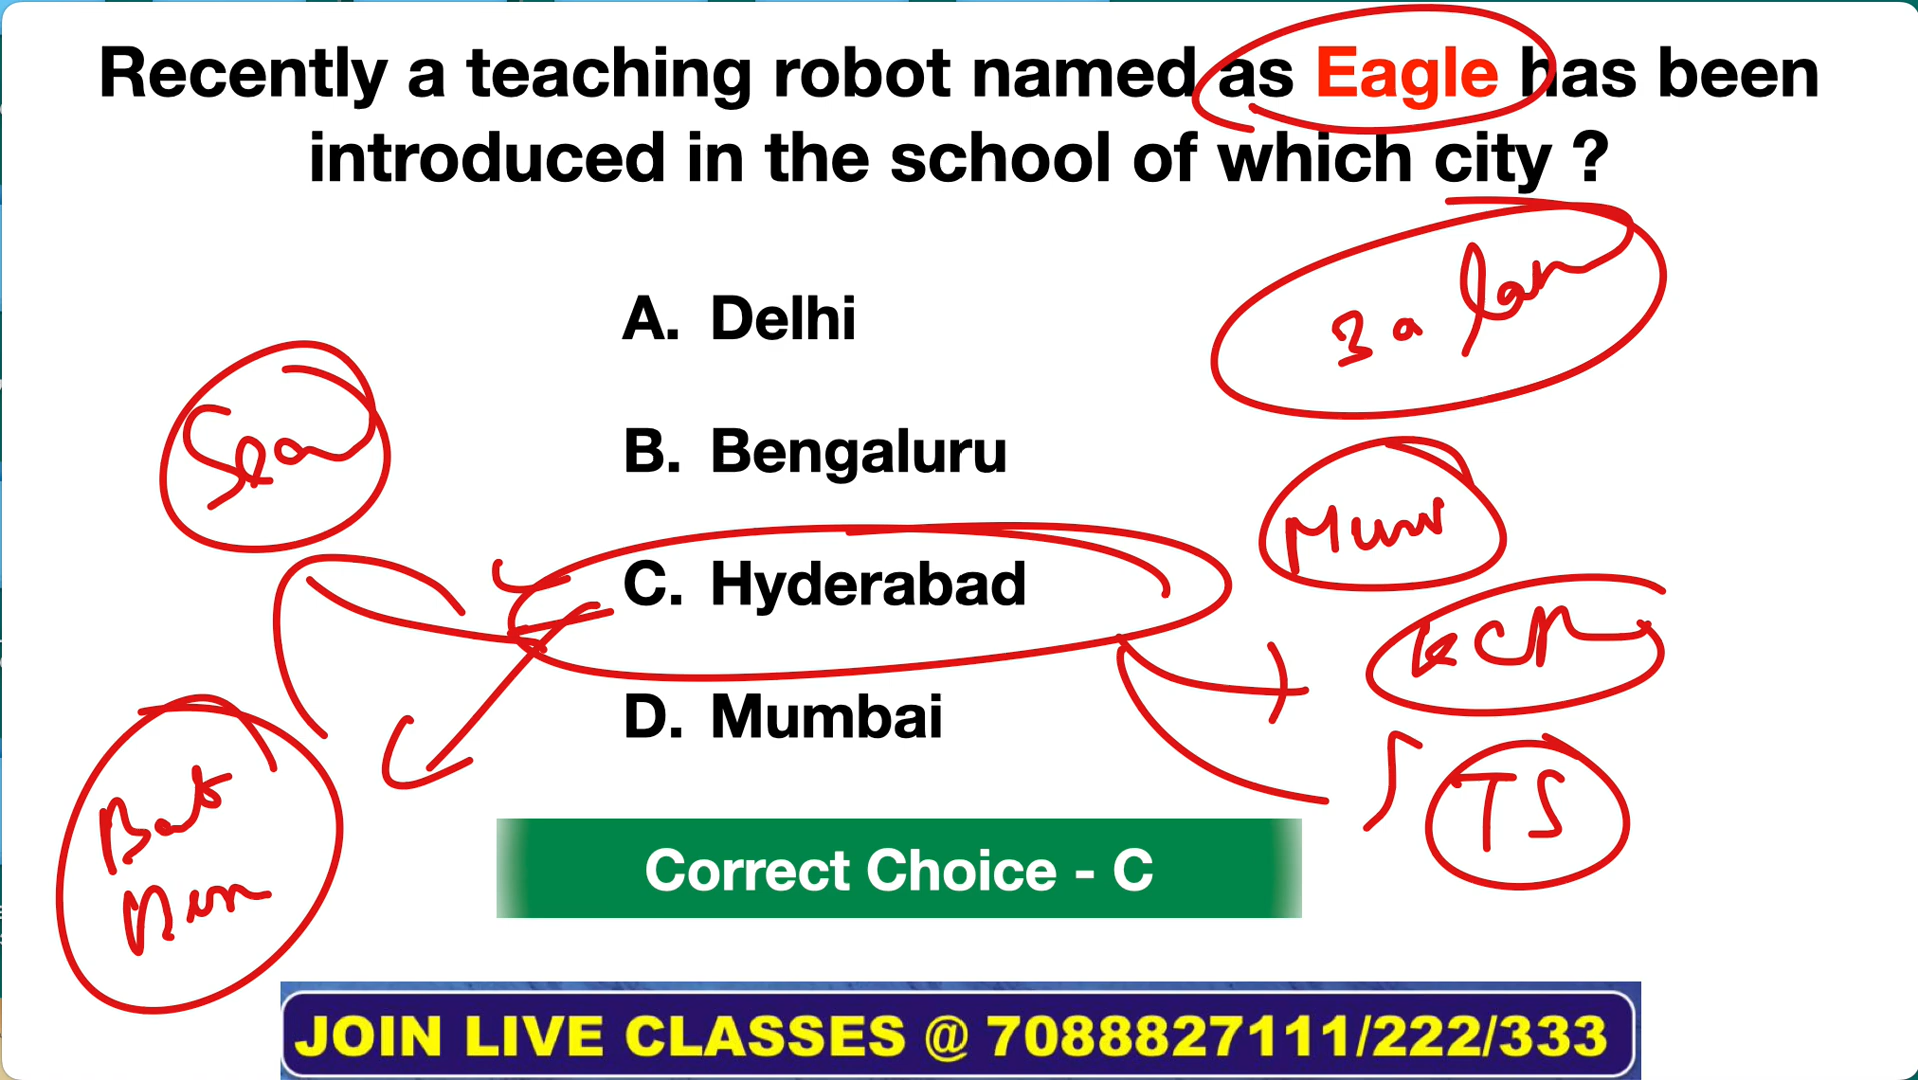 Recently a teaching robot named as Eagle has been
introduced in the school of which city ?
A. Delhi
B. Bengaluru
C. Hyderabad
D. Mumbai
TS
Correct Choice - C
JOIN LIVE CLASSES @ 7088827111/222/333